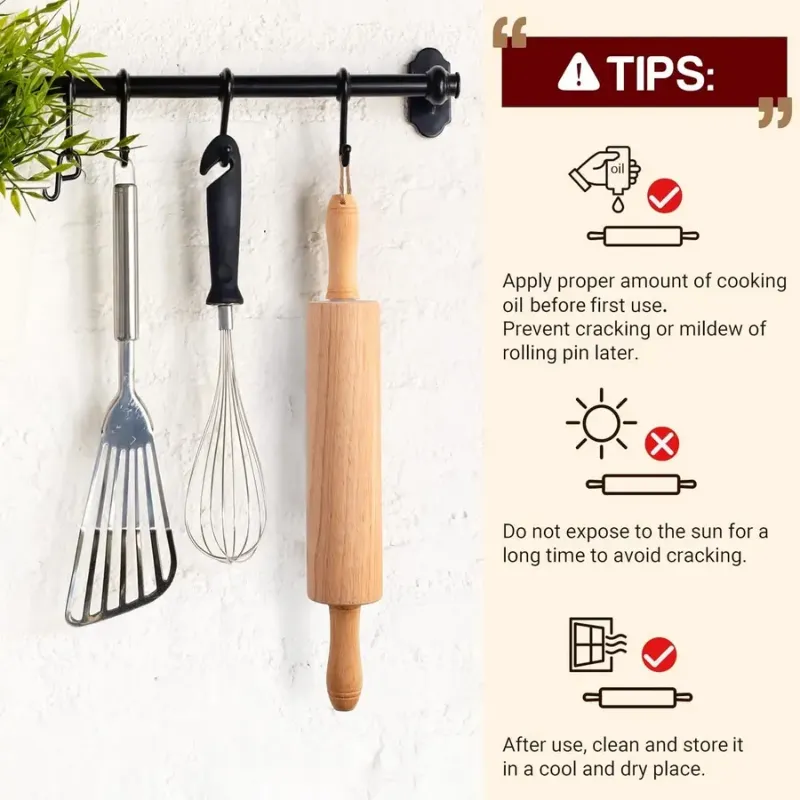 TIPS:
oil
Apply proper amount of cooking
oil before first use.
Prevent cracking or mildew of
rolling pin later.
Do not expose to the sun for a
long time to avoid cracking.
After use, clean and store it
in a cool and dry place.